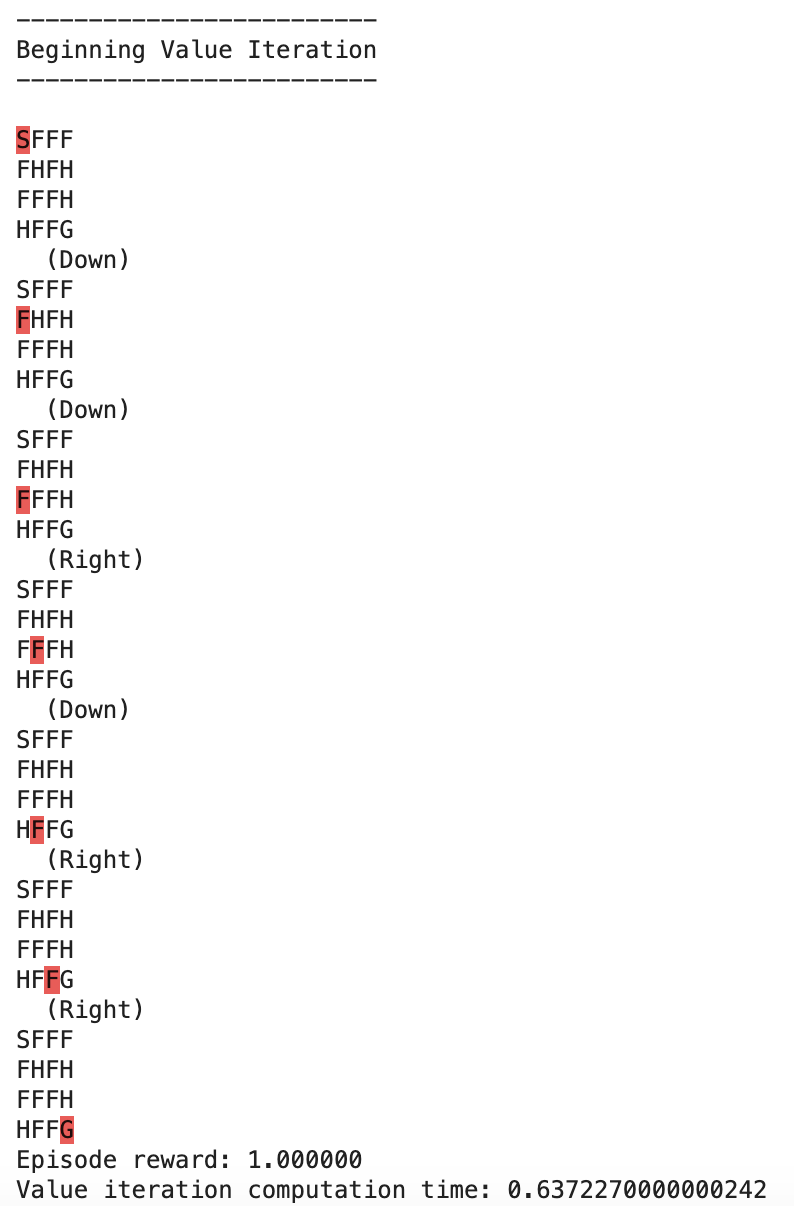 -------------------------
Beginning Value Iteration
-------------------------
SFFF
FHFH
FFFH
HFFG
  (Down)
SFFF
FHFH
FFFH
HFFG
  (Down)
SFFF
FHFH
FFFH
HFFG
  (Right)
SFFF
FHFH
FFFH
HFFG
  (Down)
SFFF
FHFH
FFFH
HFFG
  (Right)
SFFF
FHFH
FFFH
HFFG
  (Right)
SFFF
FHFH
FFFH
HFFG
Episode reward: 1.000000
Value iteration computation time: 0.6372270000000242